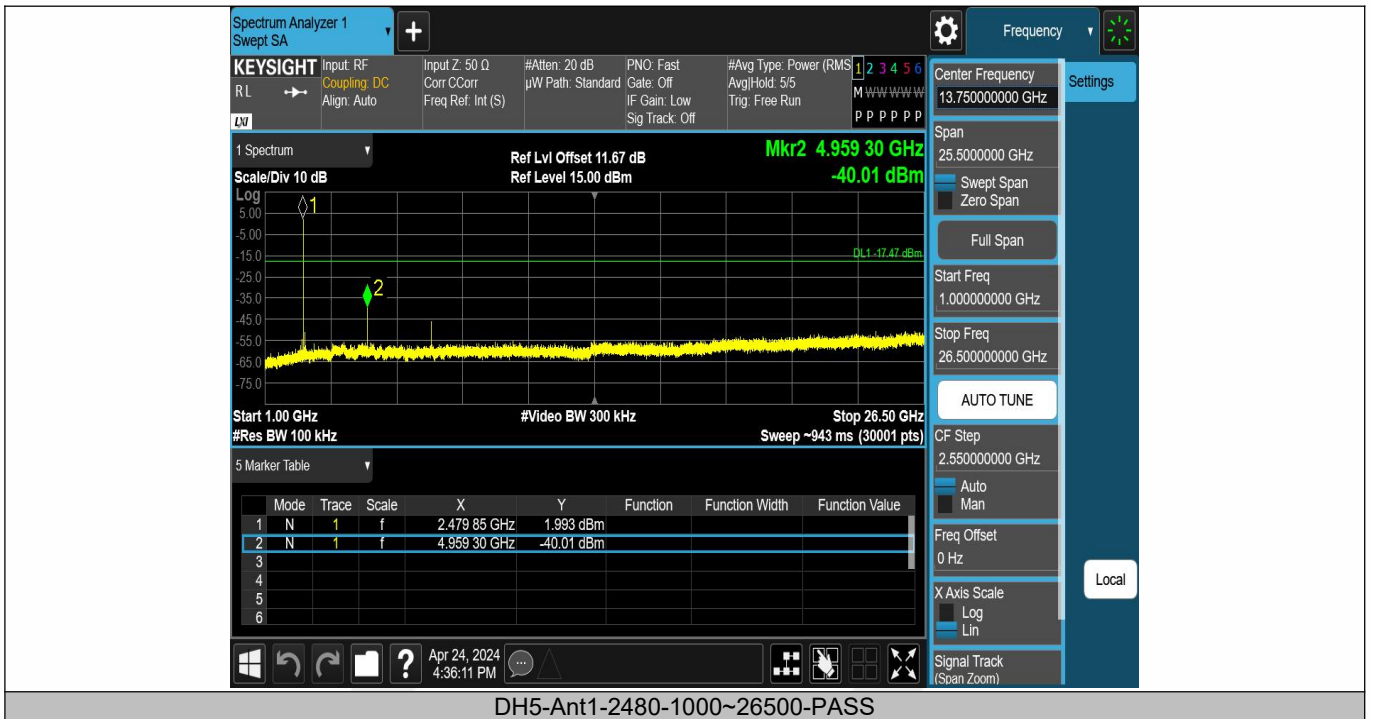 Spectrum Analyzer 1
Swept SA
+
Frequency
KEYSIGHT
RL
LXI
Input: RF
Coupling: DC
Align: Auto
Input Z: 50 Ω
Corr CCorr
Freq Ref: Int (S)
#Atten: 20 dB
µW Path: Standard
PNO: Fast
Gate: Off
IF Gain: Low
Sig Track: Off
#Avg Type: Power (RMS
Avg|Hold: 5/5
Trig: Free Run
1 2 3 4 5 6
M W W W W W
P P P P P P
1 Spectrum
Scale/Div 10 dB
Ref Lvl Offset 11.67 dB
Ref Level 15.00 dBm
Mkr2 4.959 30 GHz
-40.01 dBm
Log
5.00
-5.00
-15.0
-25.0
-35.0
-45.0
-55.0
-65.0
-75.0
1
2
DL1 -17.47 dBm
Start 1.00 GHz
#Video BW 300 kHz
Stop 26.50 GHz
#Res BW 100 kHz
Sweep ~943 ms (30001 pts)
5 Marker Table
Mode Trace Scale X Y Function Function Width Function Value
1 N 1 f 2.479 85 GHz 1.993 dBm
2 N 1 f 4.959 30 GHz -40.01 dBm
3
4
5
6
Center Frequency
13.750000000 GHz
Settings
Span
25.5000000 GHz
Swept Span
Zero Span
Full Span
Start Freq
1.000000000 GHz
Stop Freq
26.500000000 GHz
AUTO TUNE
CF Step
2.550000000 GHz
Auto
Man
Freq Offset
0 Hz
X Axis Scale
Log
Lin
Local
Signal Track
(Span Zoom)
?
Apr 24, 2024
4:36:11 PM
DH5-Ant1-2480-1000~26500-PASS